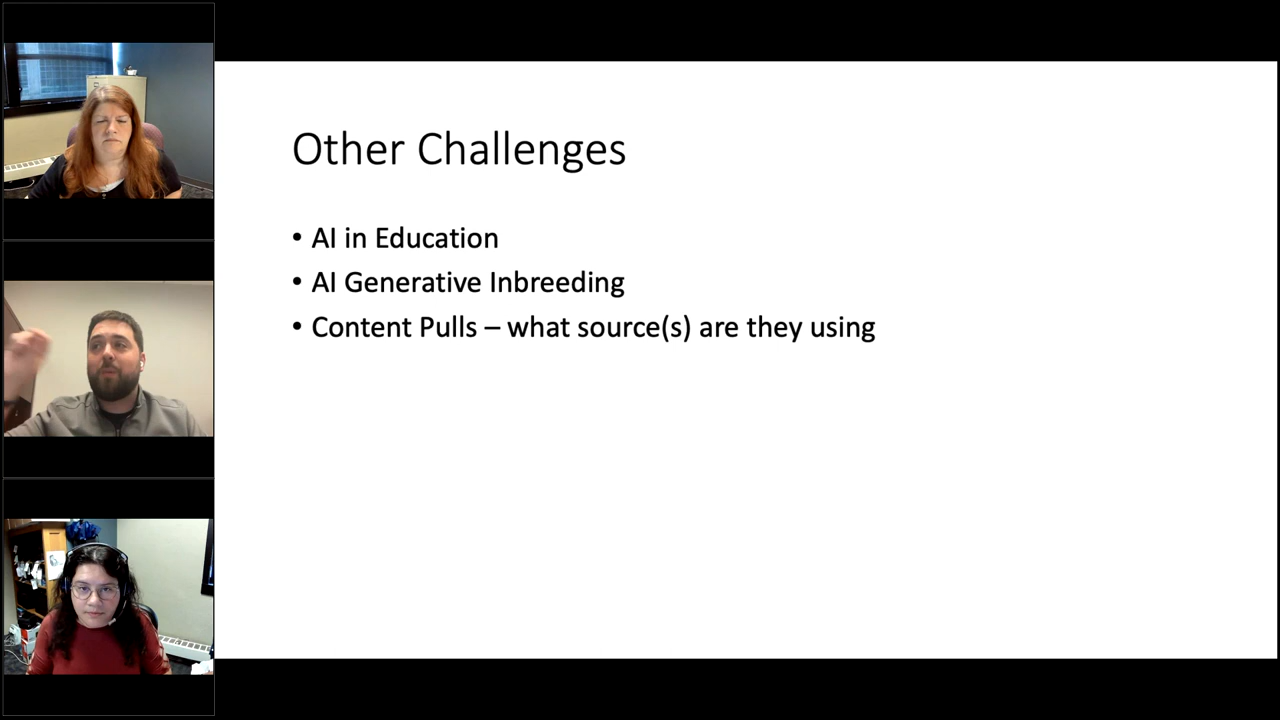 Other Challenges
• AI in Education
• AI Generative Inbreeding
• Content Pulls – what source(s) are they using